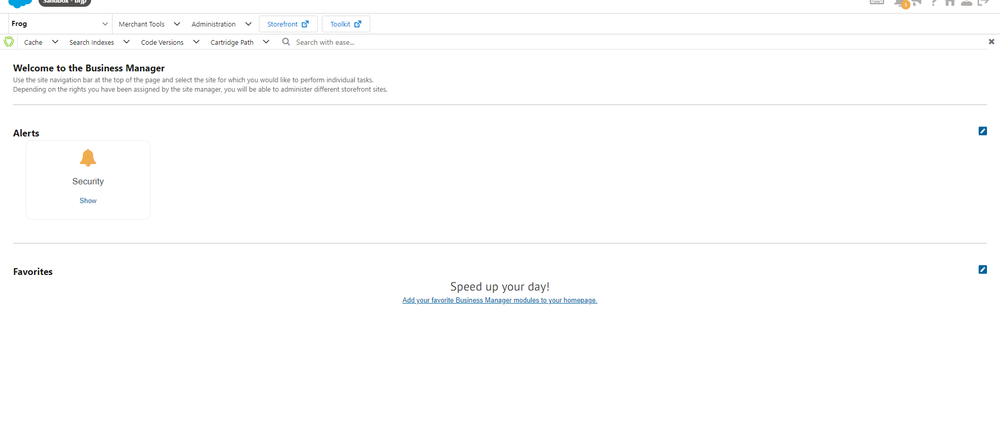 Sandbox - bljp
1
Frog
Merchant Tools
Administration
Storefront
Toolkit
Cache
Search Indexes
Code Versions
Cartridge Path
Search with ease...
Welcome to the Business Manager
Use the site navigation bar at the top of the page and select the site for which you would like to perform individual tasks.
Depending on the rights you have been assigned by the site manager, you will be able to administer different storefront sites.
Alerts
Security
Show
Favorites
Speed up your day!
Add your favorite Business Manager modules to your homepage.